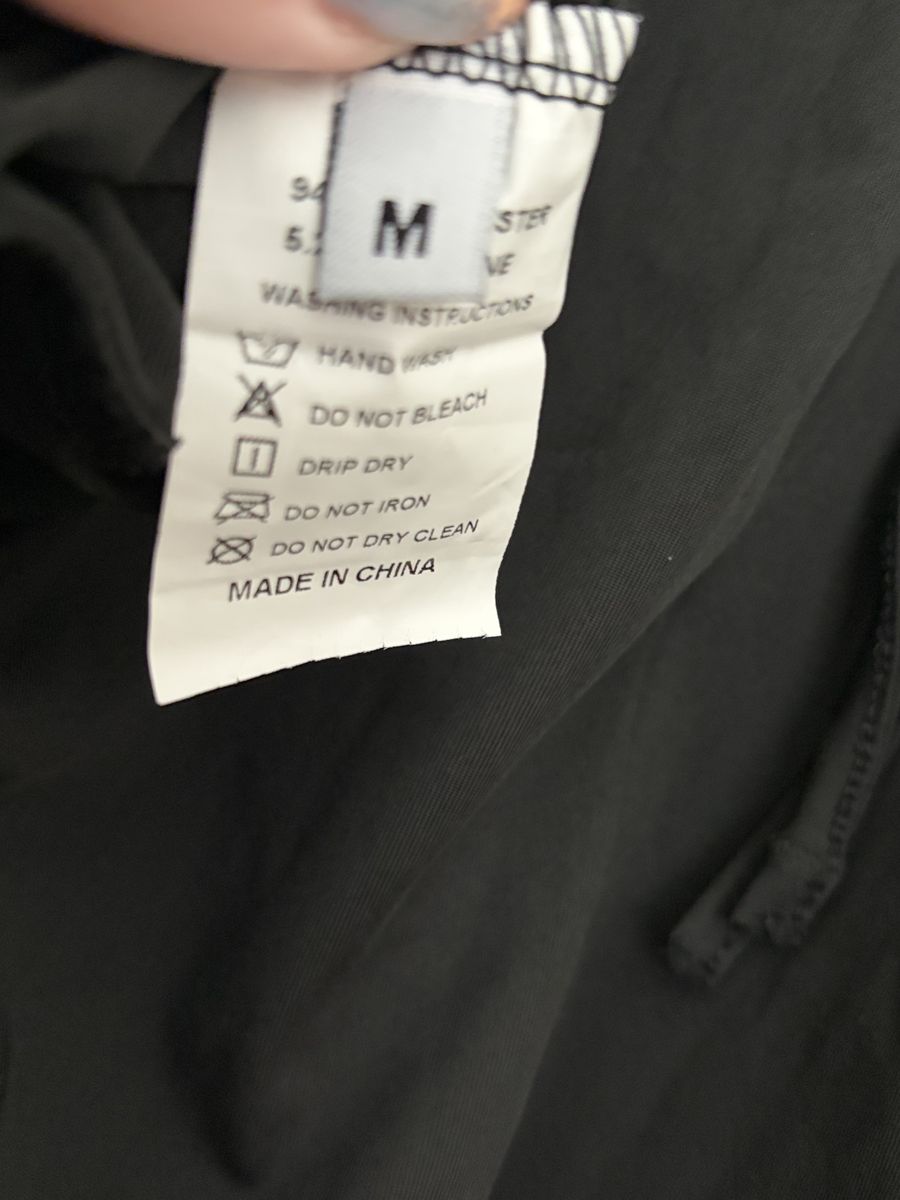 M
WASHING INSTRUCTIONS
HAND WASH
DO NOT BLEACH
DRIP DRY
DO NOT IRON
DO NOT DRY CLEAN
MADE IN CHINA